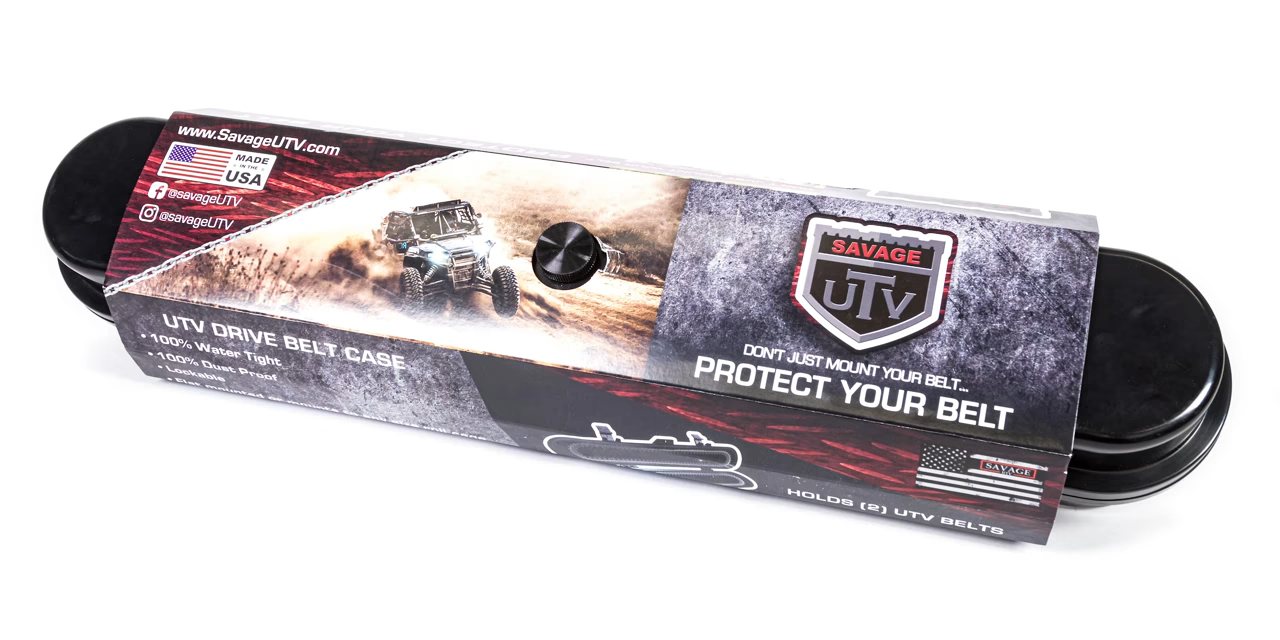 www.SavageUTV.com
MADE
IN THE
USA
@savageUTV
@savageUTV
SAVAGE
UTV
DON'T JUST MOUNT YOUR BELT...
PROTECT YOUR BELT
UTV DRIVE BELT CASE
• 100% Water Tight
• 100% Dust Proof
• Lockable
SAVAGE
HOLDS (2) UTV BELTS